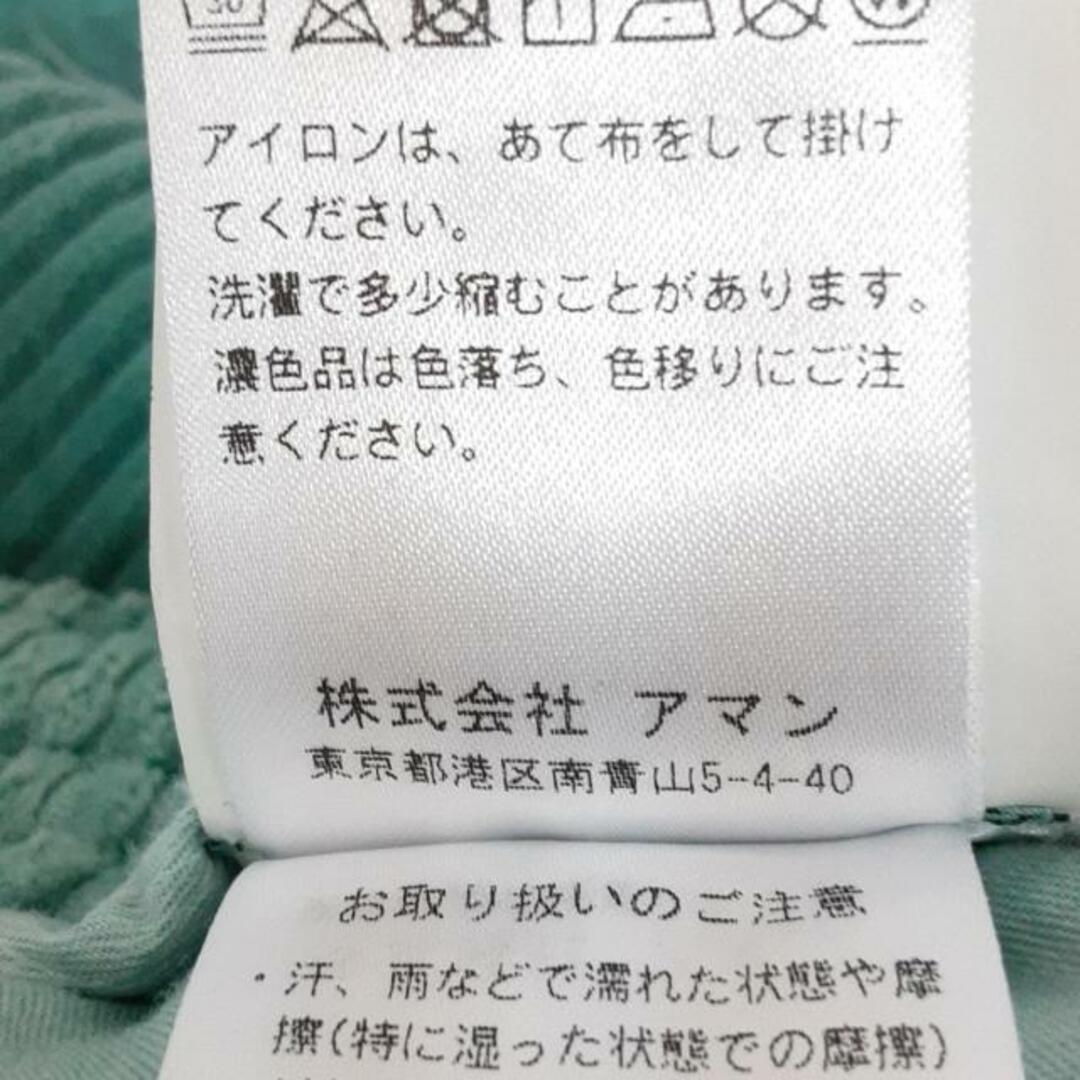 30
アイロンは、あて布をして掛け
てください。
洗濯で多少縮むことがあります。
濃色品は色落ち、色移りにご注
意ください。
株式会社 アマン
東京都港区南青山5-4-40
お取り扱いのご注意
・汗、雨などで濡れた状態や摩
擦(特に湿った状態での摩擦)